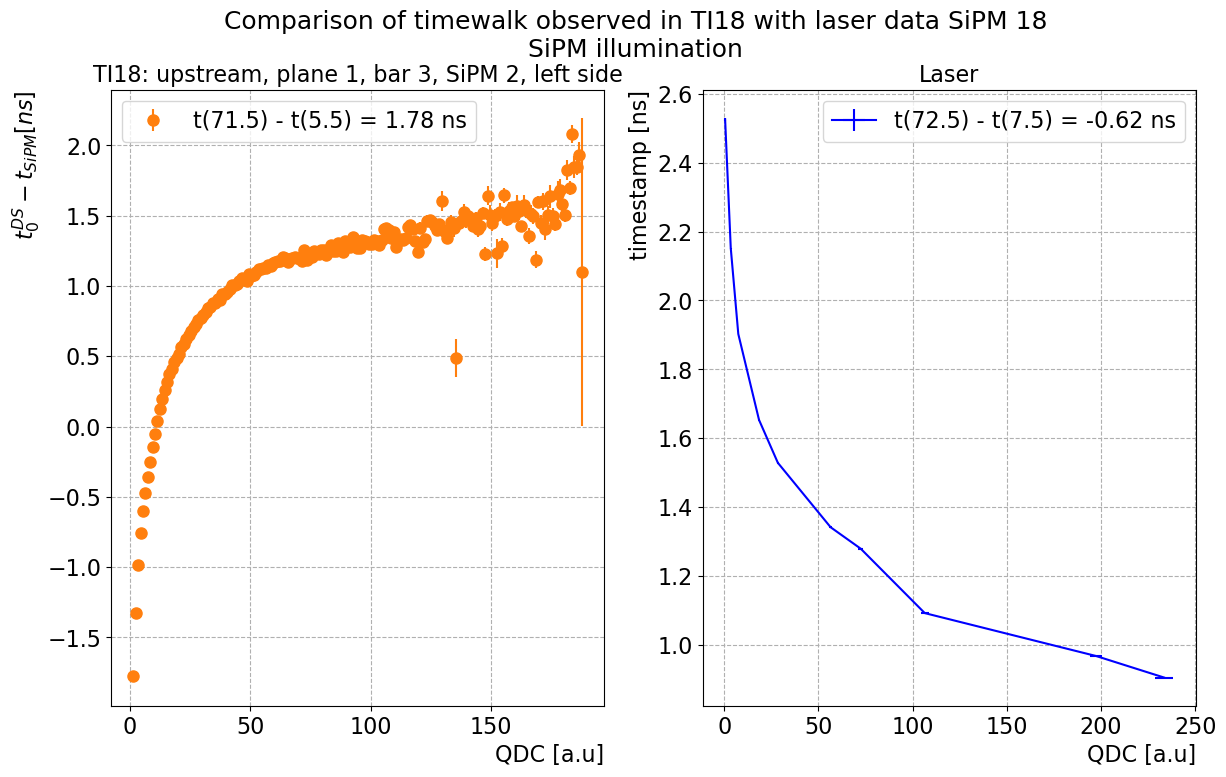 Comparison of timewalk observed in TI18 with laser data SiPM 18
SiPM illumination
TI18: upstream, plane 1, bar 3, SiPM 2, left side
t(71.5) - t(5.5) = 1.78 ns
t₀ᴰˢ − t_SiPM[ns]
2.0
1.5
1.0
0.5
0.0
−0.5
−1.0
−1.5
0
50
100
150
QDC [a.u]
Laser
t(72.5) - t(7.5) = -0.62 ns
timestamp [ns]
2.6
2.4
2.2
2.0
1.8
1.6
1.4
1.2
1.0
0
50
100
150
200
250
QDC [a.u]